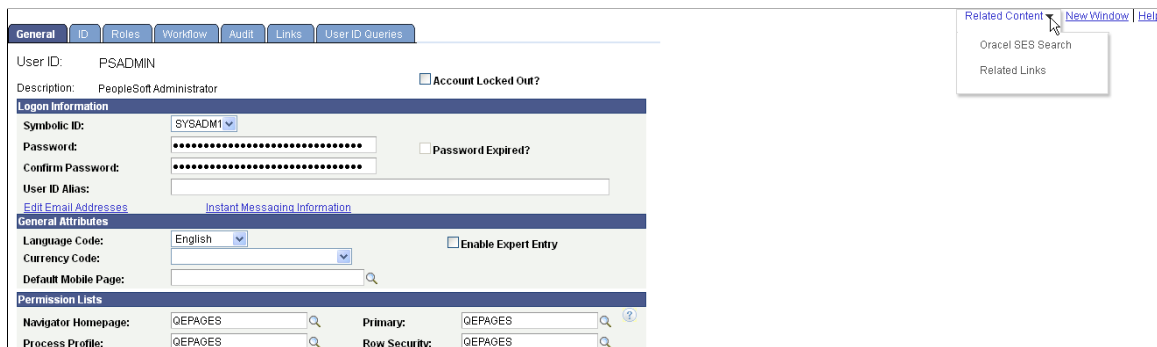 Related Content New Window | Help
General ID Roles Workflow Audit Links User ID Queries
Oracel SES Search
User ID: PSADMIN
Related Links
Account Locked Out?
Description: PeopleSoft Administrator
Logon Information
Symbolic ID: SYSADM1
Password: Password Expired?
Confirm Password:
User ID Alias:
Edit Email Addresses Instant Messaging Information
General Attributes
Language Code: English Enable Expert Entry
Currency Code:
Default Mobile Page:
Permission Lists
Navigator Homepage: QEPAGES Primary: QEPAGES
Process Profile: QEPAGES Row Security: QEPAGES